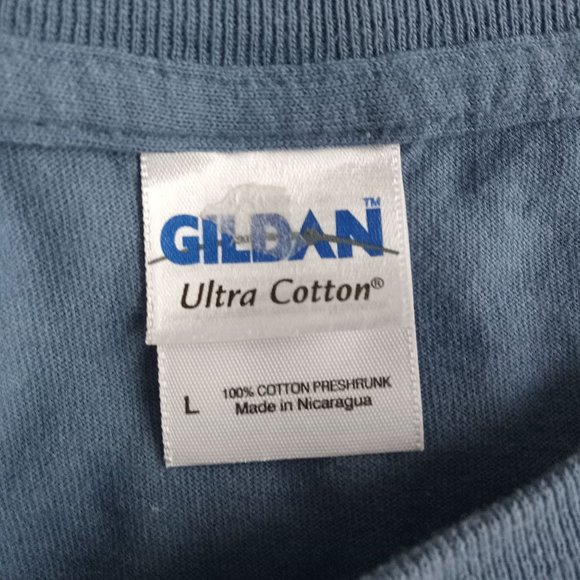 GILDAN™
Ultra Cotton®
L
100% COTTON PRESHRUNK
Made in Nicaragua